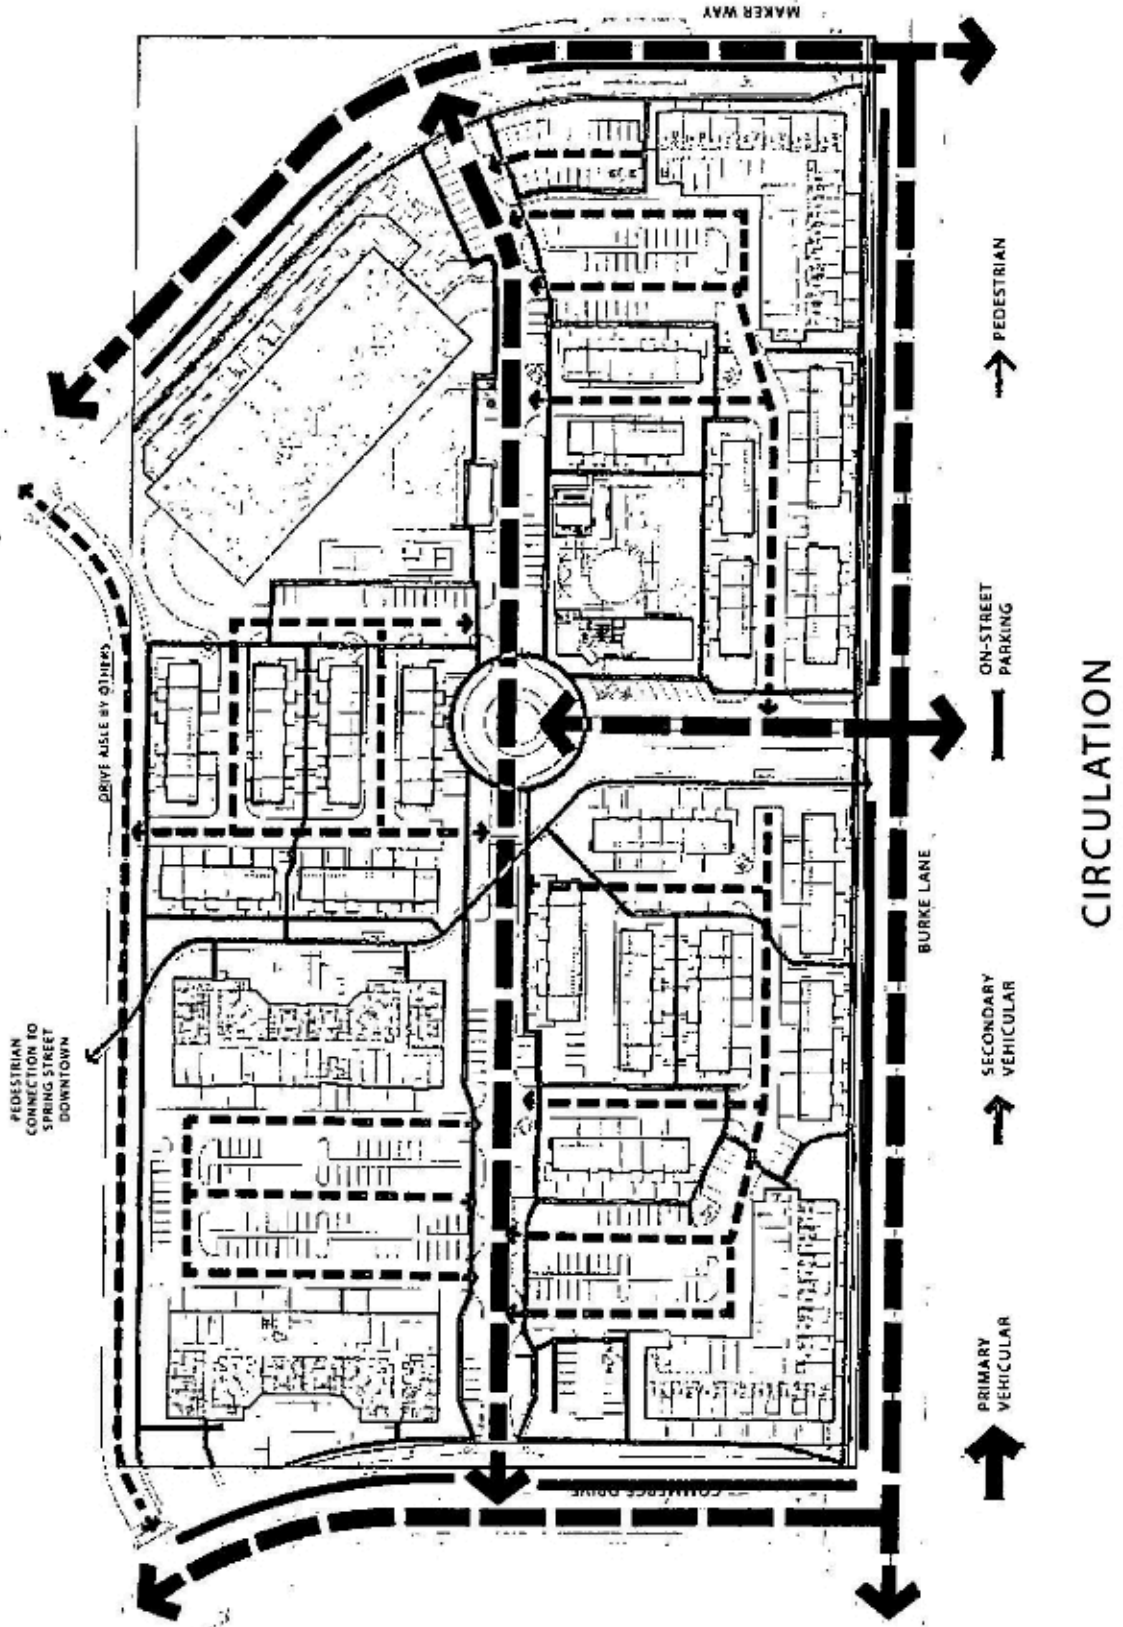 MAKER WAY
DRIVE AISLE BY OTHERS
PEDESTRIAN
CONNECTION TO
SPRING STREET
DOWNTOWN
COMMERCE DRIVE
BURKE LANE
PRIMARY
VEHICULAR
SECONDARY
VEHICULAR
ON-STREET
PARKING
PEDESTRIAN
CIRCULATION